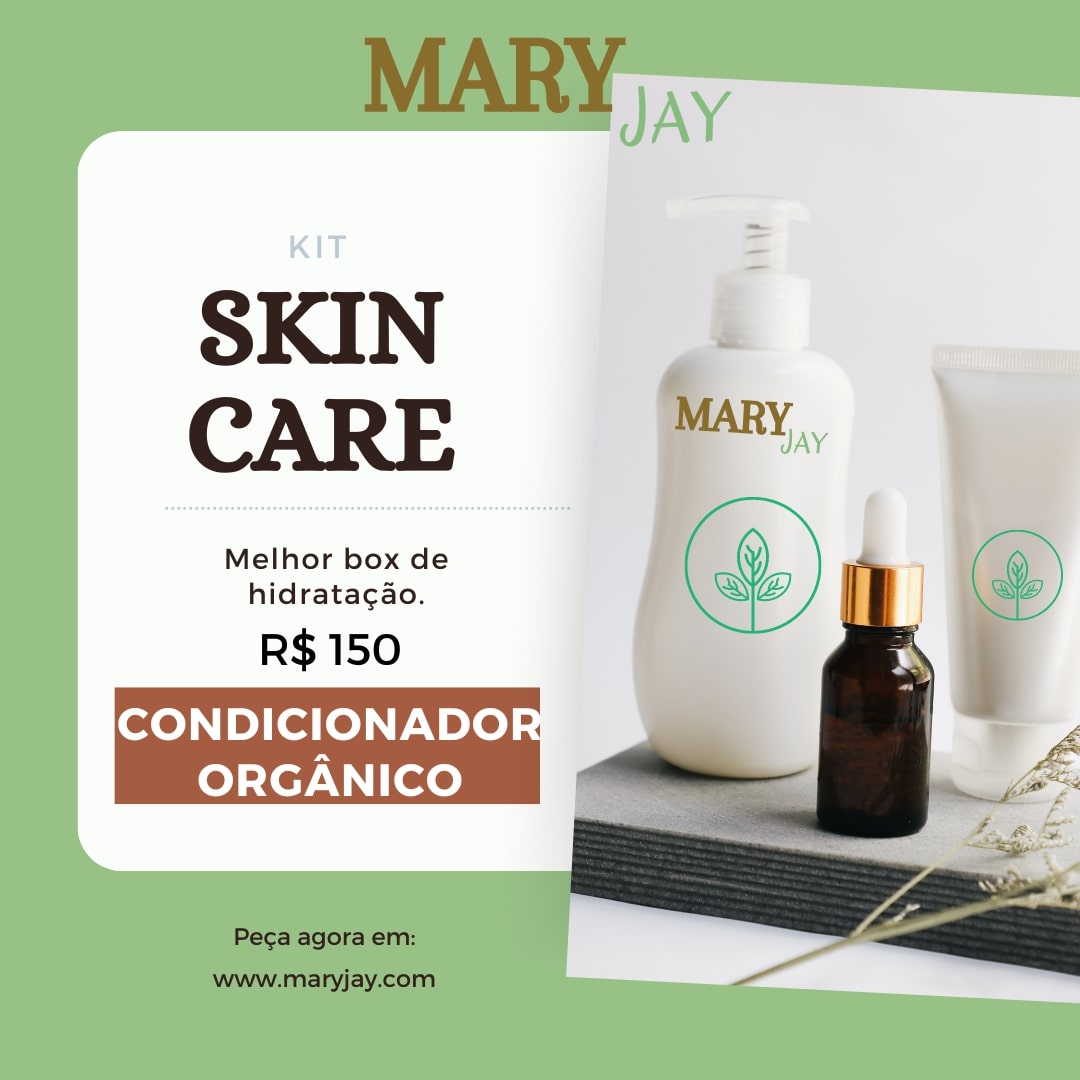 MARY
JAY
KIT
SKIN
CARE
Melhor box de
hidratação.
R$ 150
CONDICIONADOR
ORGÂNICO
Peça agora em:
www.maryjay.com
MARY
JAY